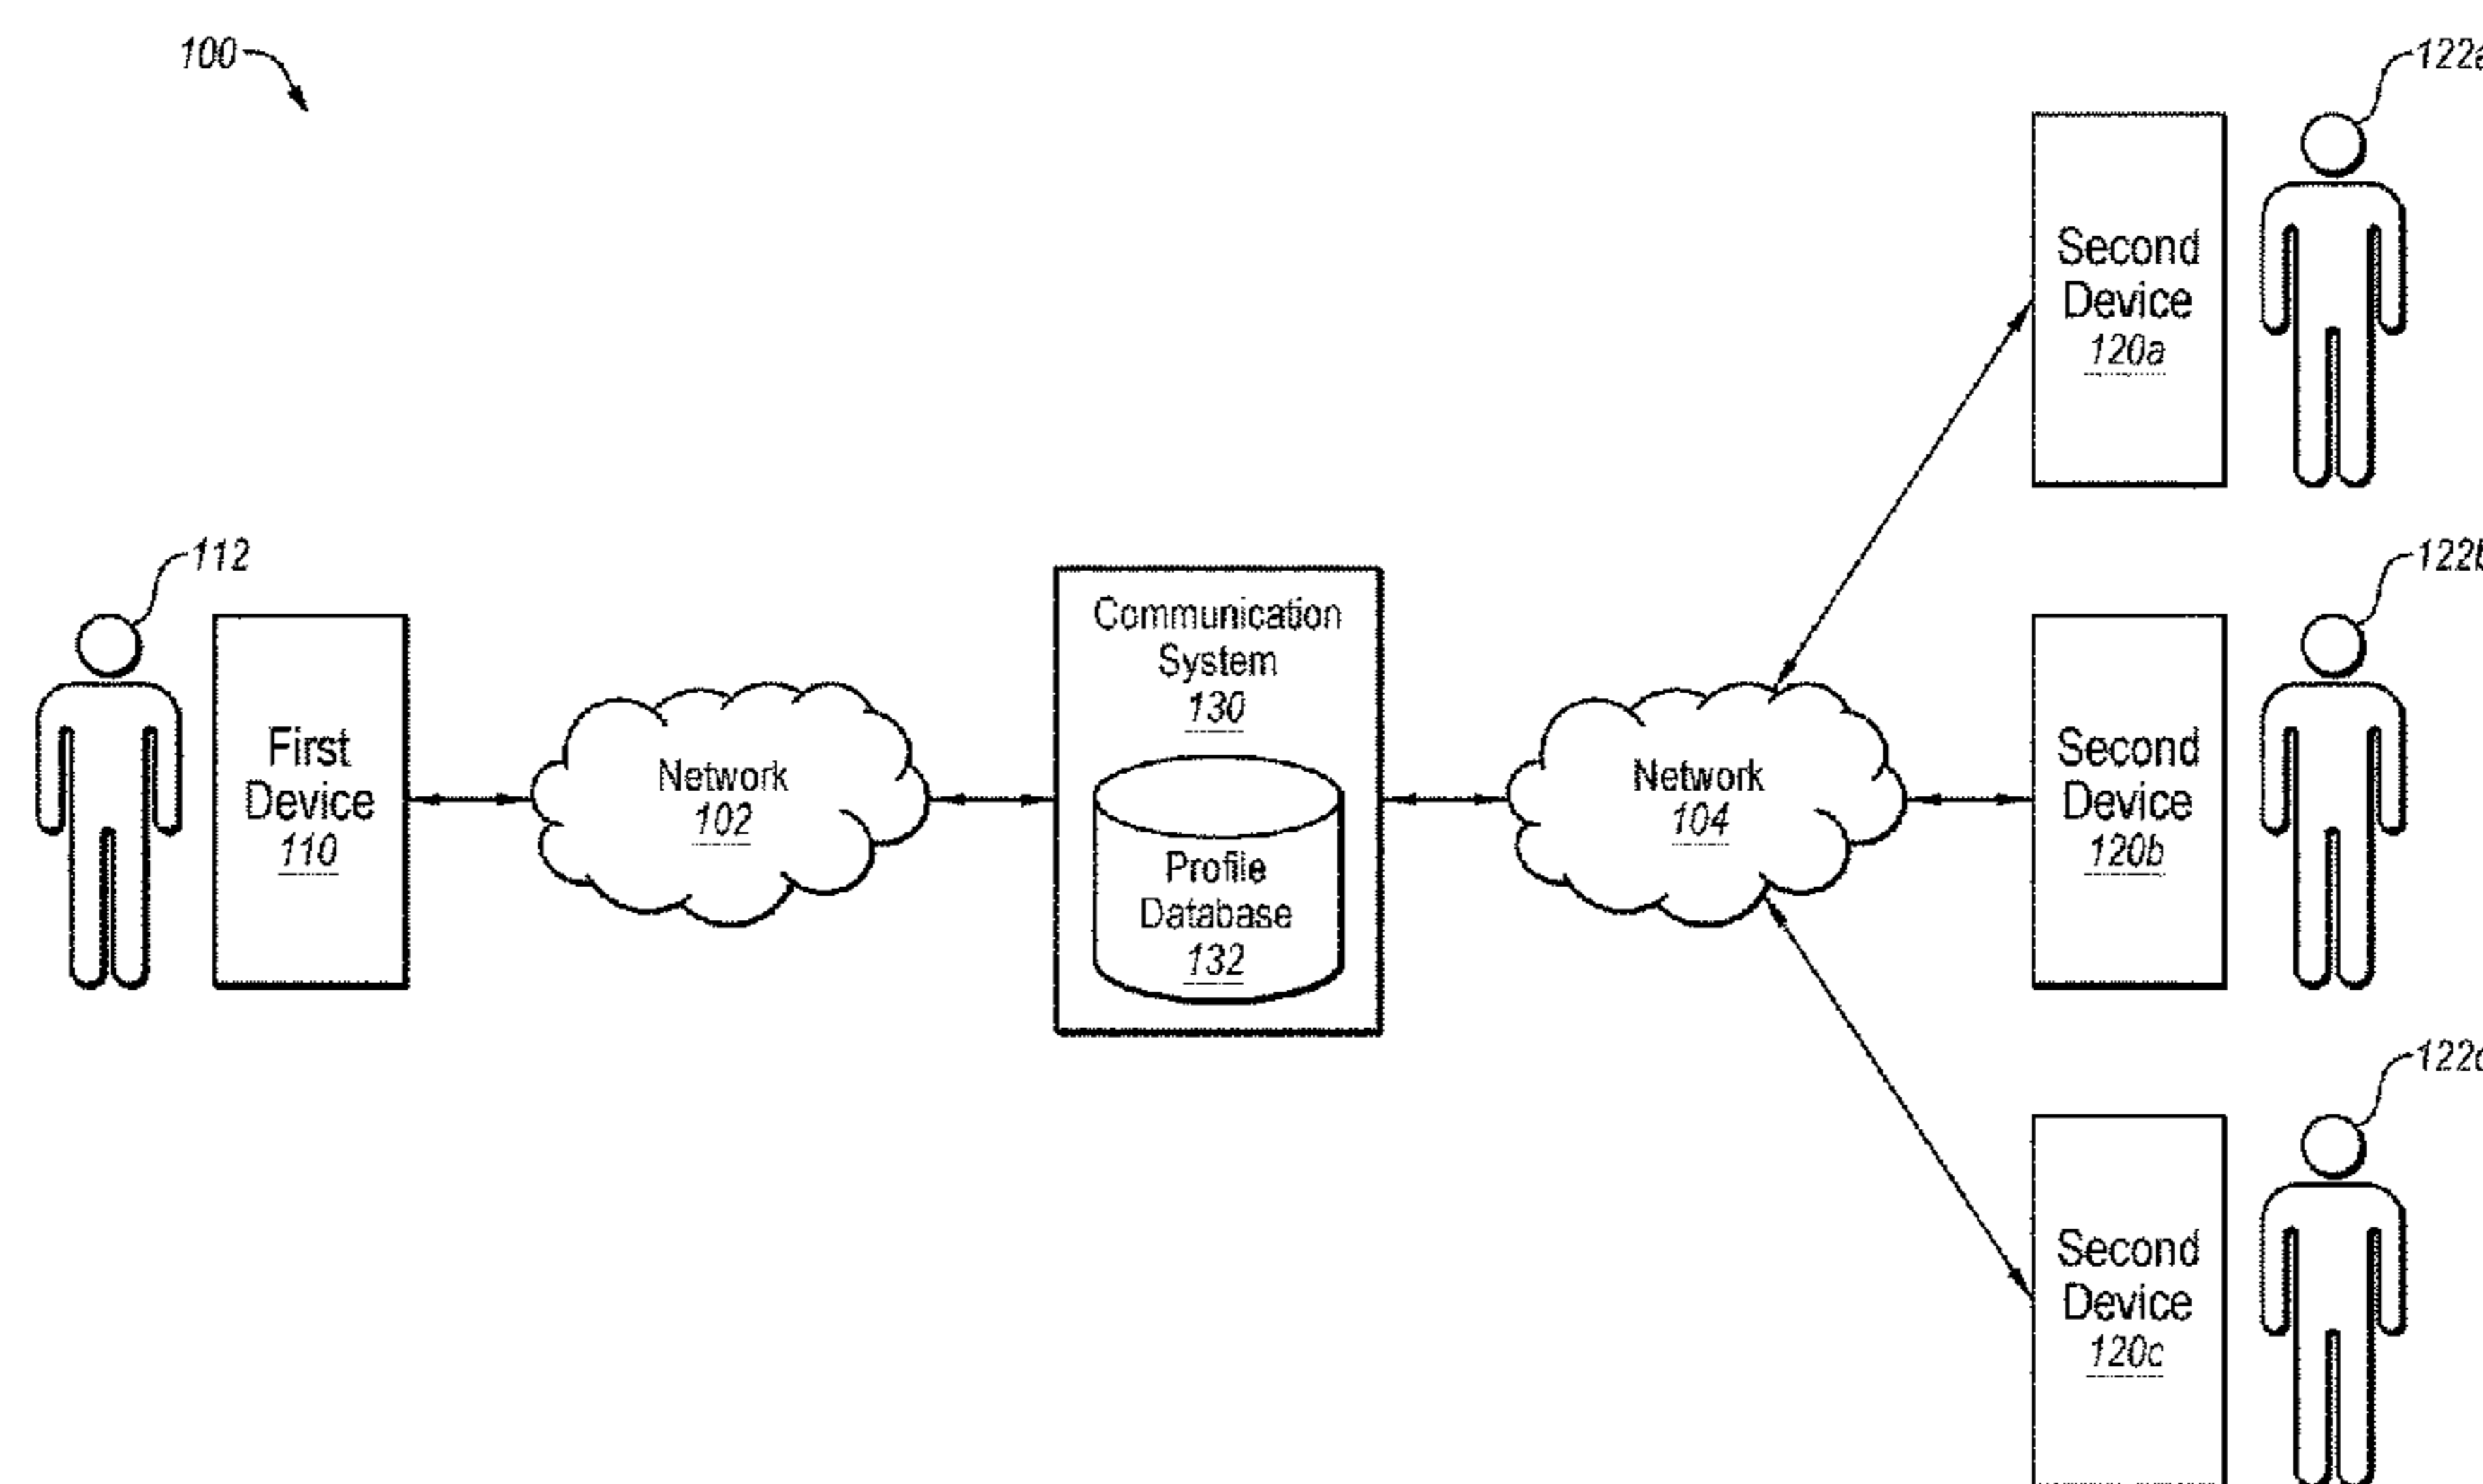 100
122a
Second
Device
120a
112
First
Device
110
Network
102
Communication
System
130
Profile
Database
132
Network
104
122b
Second
Device
120b
122c
Second
Device
120c